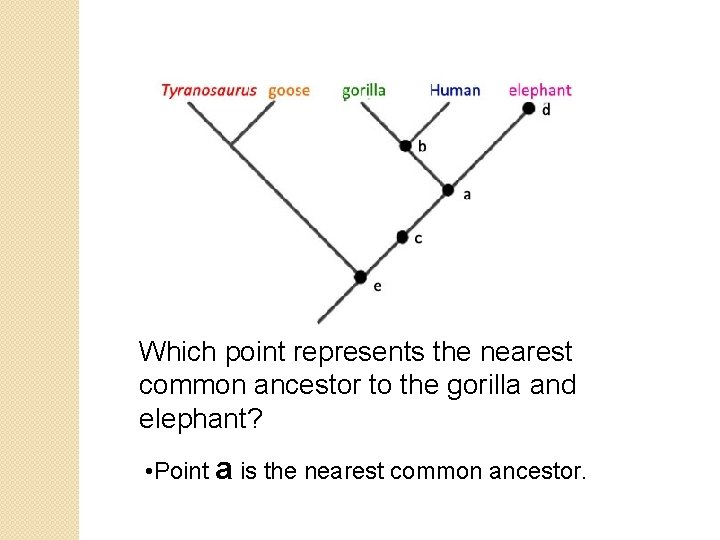 Tyranosaurus goose gorilla Human elephant
d
b
a
c
e
Which point represents the nearest
common ancestor to the gorilla and
elephant?
•Point a is the nearest common ancestor.